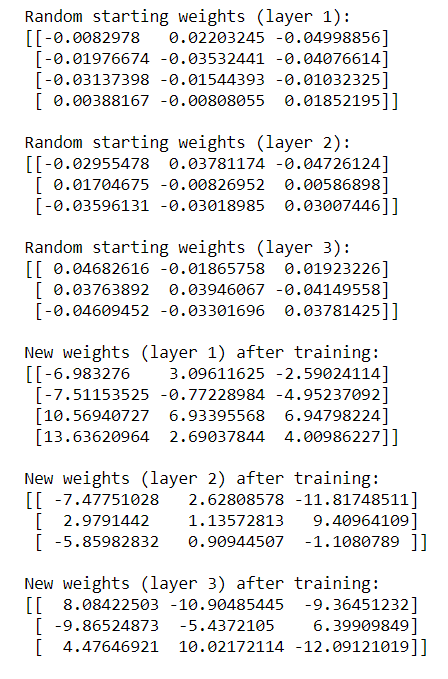 Random starting weights (layer 1):
[[-0.0082978   0.02203245 -0.04998856]
 [-0.01976674 -0.03532441 -0.04076614]
 [-0.03137398 -0.01544393 -0.01032325]
 [ 0.00388167 -0.00808055  0.01852195]]

Random starting weights (layer 2):
[[-0.02955478  0.03781174 -0.04726124]
 [ 0.01704675 -0.00826952  0.00586898]
 [-0.03596131 -0.03018985  0.03007446]]

Random starting weights (layer 3):
[[ 0.04682616 -0.01865758  0.01923226]
 [ 0.03763892  0.03946067 -0.04149558]
 [-0.04609452 -0.03301696  0.03781425]]

New weights (layer 1) after training:
[[-6.983276    3.09611625 -2.59024114]
 [-7.51153525 -0.77228984 -4.95237092]
 [10.56940727  6.93395568  6.94798224]
 [13.63620964  2.69037844  4.00986227]]

New weights (layer 2) after training:
[[ -7.47751028   2.62808578 -11.81748511]
 [  2.9791442    1.13572813   9.40964109]
 [ -5.85982832   0.90944507  -1.1080789 ]]

New weights (layer 3) after training:
[[  8.08422503 -10.90485445  -9.36451232]
 [ -9.86524873  -5.4372105    6.39909849]
 [  4.47646921  10.02172114 -12.09121019]]